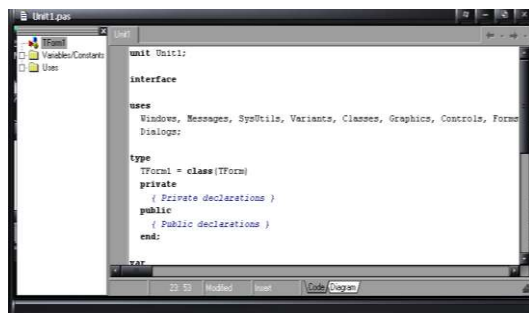 Unit1.pas
TForm1
Variables/Constants
Uses
Unit1
unit Unit1;
interface
uses
Windows, Messages, SysUtils, Variants, Classes, Graphics, Controls, Forms
Dialogs;
type
TForm1 = class(TForm)
private
{ Private declarations }
public
{ Public declarations }
end;
var
23: 53 Modified Insert Code Diagram